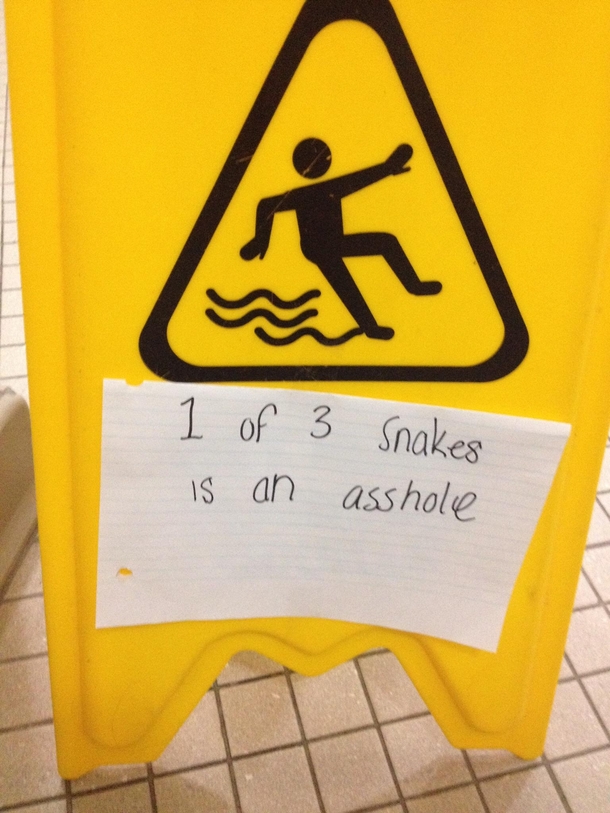 1 of 3 snakes
is an asshole